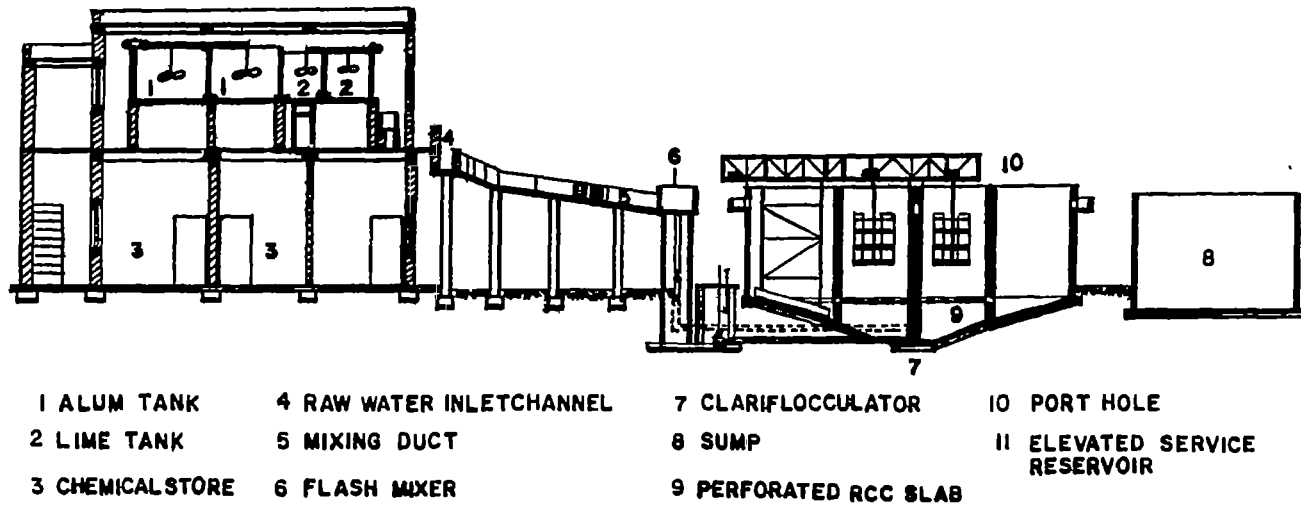 1
1
2
2
3
3
4
5
6
7
8
9
10
1 ALUM TANK
2 LIME TANK
3 CHEMICALSTORE
4 RAW WATER INLETCHANNEL
5 MIXING DUCT
6 FLASH MIXER
7 CLARIFLOCCULATOR
8 SUMP
9 PERFORATED RCC SLAB
10 PORT HOLE
11 ELEVATED SERVICE
RESERVOIR